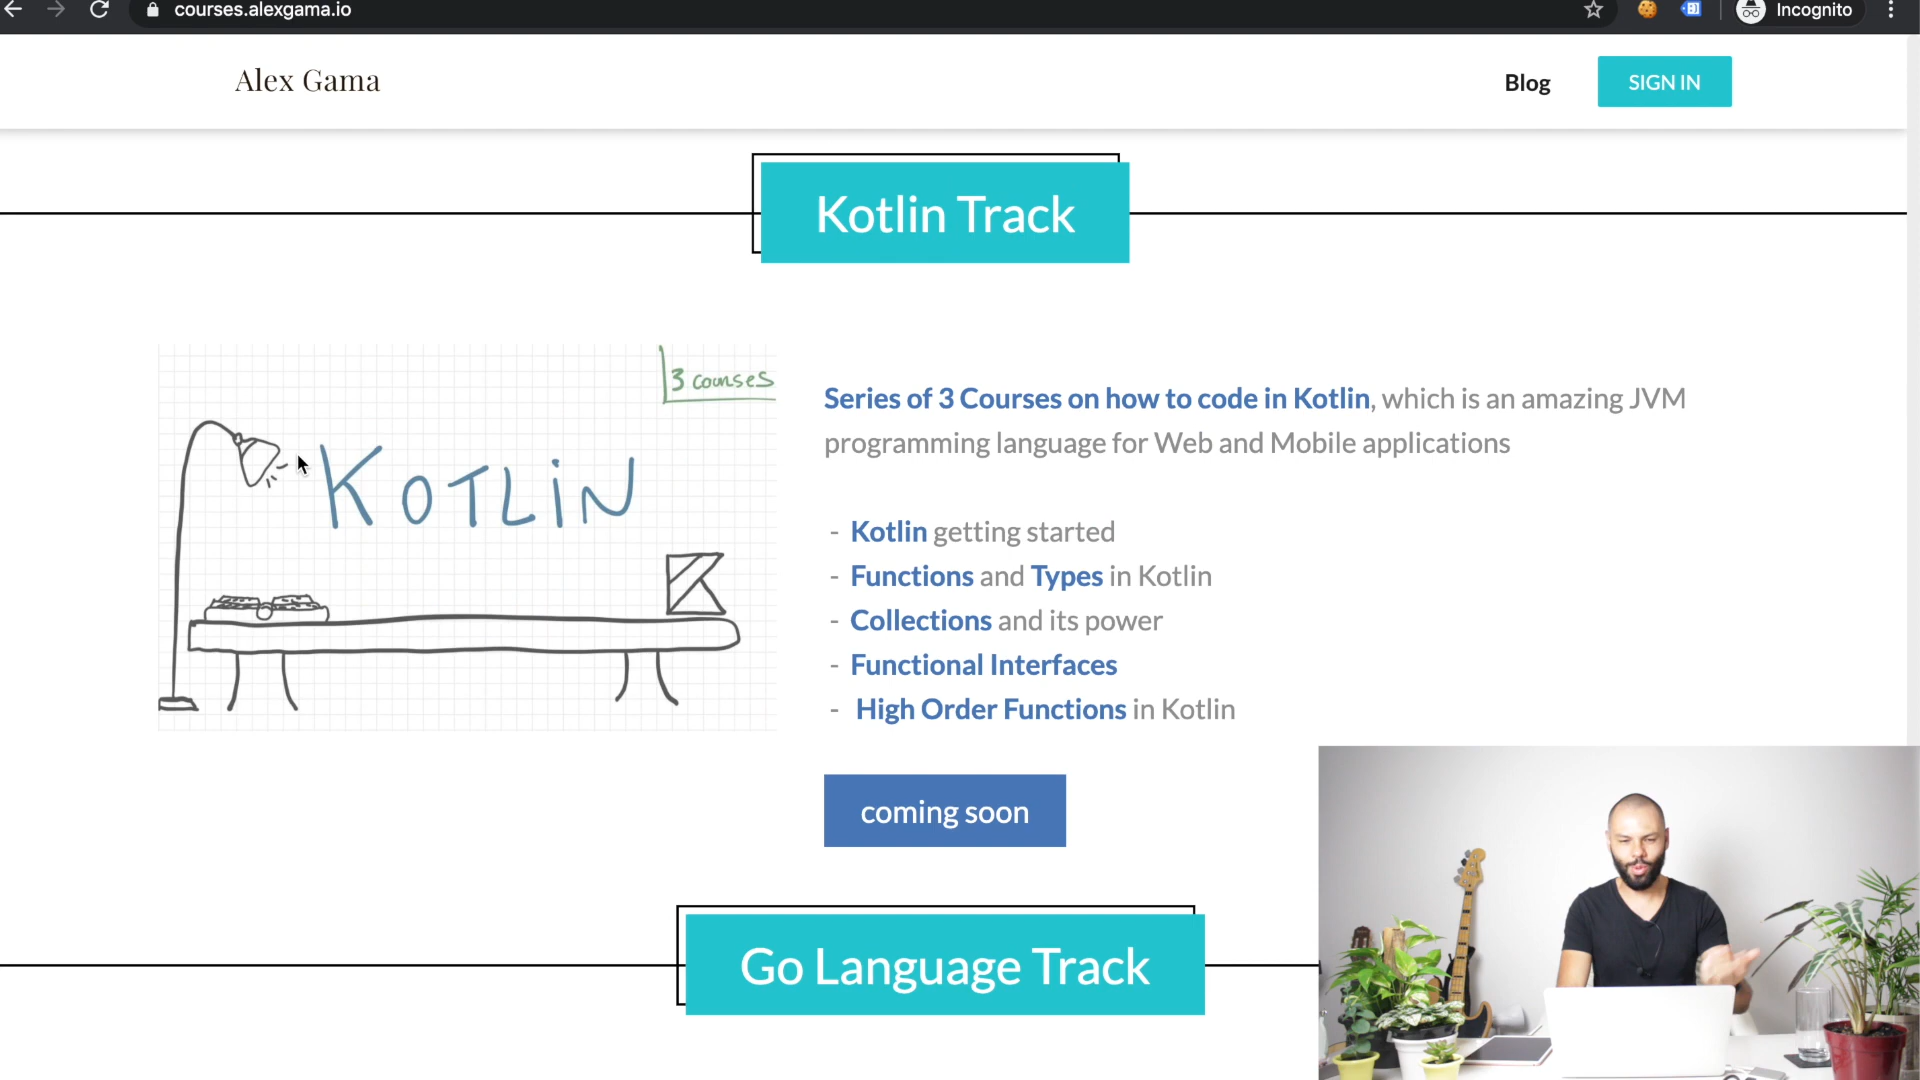 courses.alexgama.io
Incognito
Alex Gama
Blog
SIGN IN
Kotlin Track
3 courses
KOTLiN
Series of 3 Courses on how to code in Kotlin, which is an amazing JVM
programming language for Web and Mobile applications
- Kotlin getting started
- Functions and Types in Kotlin
- Collections and its power
- Functional Interfaces
- High Order Functions in Kotlin
coming soon
Go Language Track